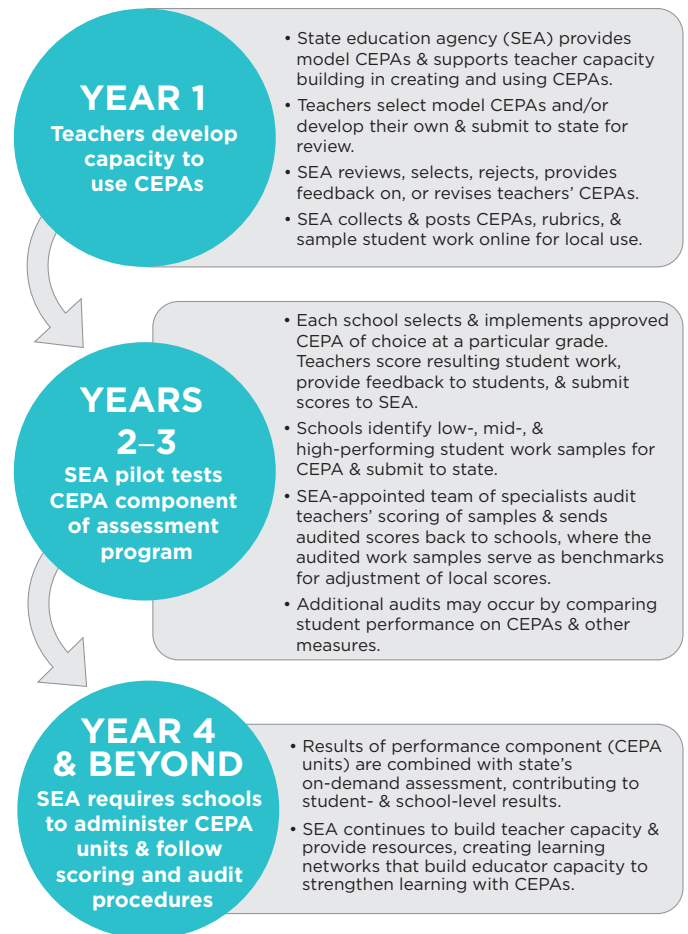 YEAR 1
Teachers develop
capacity to
use CEPAs
• State education agency (SEA) provides
model CEPAs & supports teacher capacity
building in creating and using CEPAs.
• Teachers select model CEPAs and/or
develop their own & submit to state for
review.
• SEA reviews, selects, rejects, provides
feedback on, or revises teachers’ CEPAs.
• SEA collects & posts CEPAs, rubrics, &
sample student work online for local use.
YEARS
2–3
SEA pilot tests
CEPA component
of assessment
program
• Each school selects & implements approved
CEPA of choice at a particular grade.
Teachers score resulting student work,
provide feedback to students, & submit
scores to SEA.
• Schools identify low-, mid-, &
high-performing student work samples for
CEPA & submit to state.
• SEA-appointed team of specialists audit
teachers’ scoring of samples & sends
audited scores back to schools, where the
audited work samples serve as benchmarks
for adjustment of local scores.
• Additional audits may occur by comparing
student performance on CEPAs & other
measures.
YEAR 4
& BEYOND
SEA requires schools
to administer CEPA
units & follow
scoring and audit
procedures
• Results of performance component (CEPA
units) are combined with state’s
on-demand assessment, contributing to
student- & school-level results.
• SEA continues to build teacher capacity &
provide resources, creating learning
networks that build educator capacity to
strengthen learning with CEPAs.